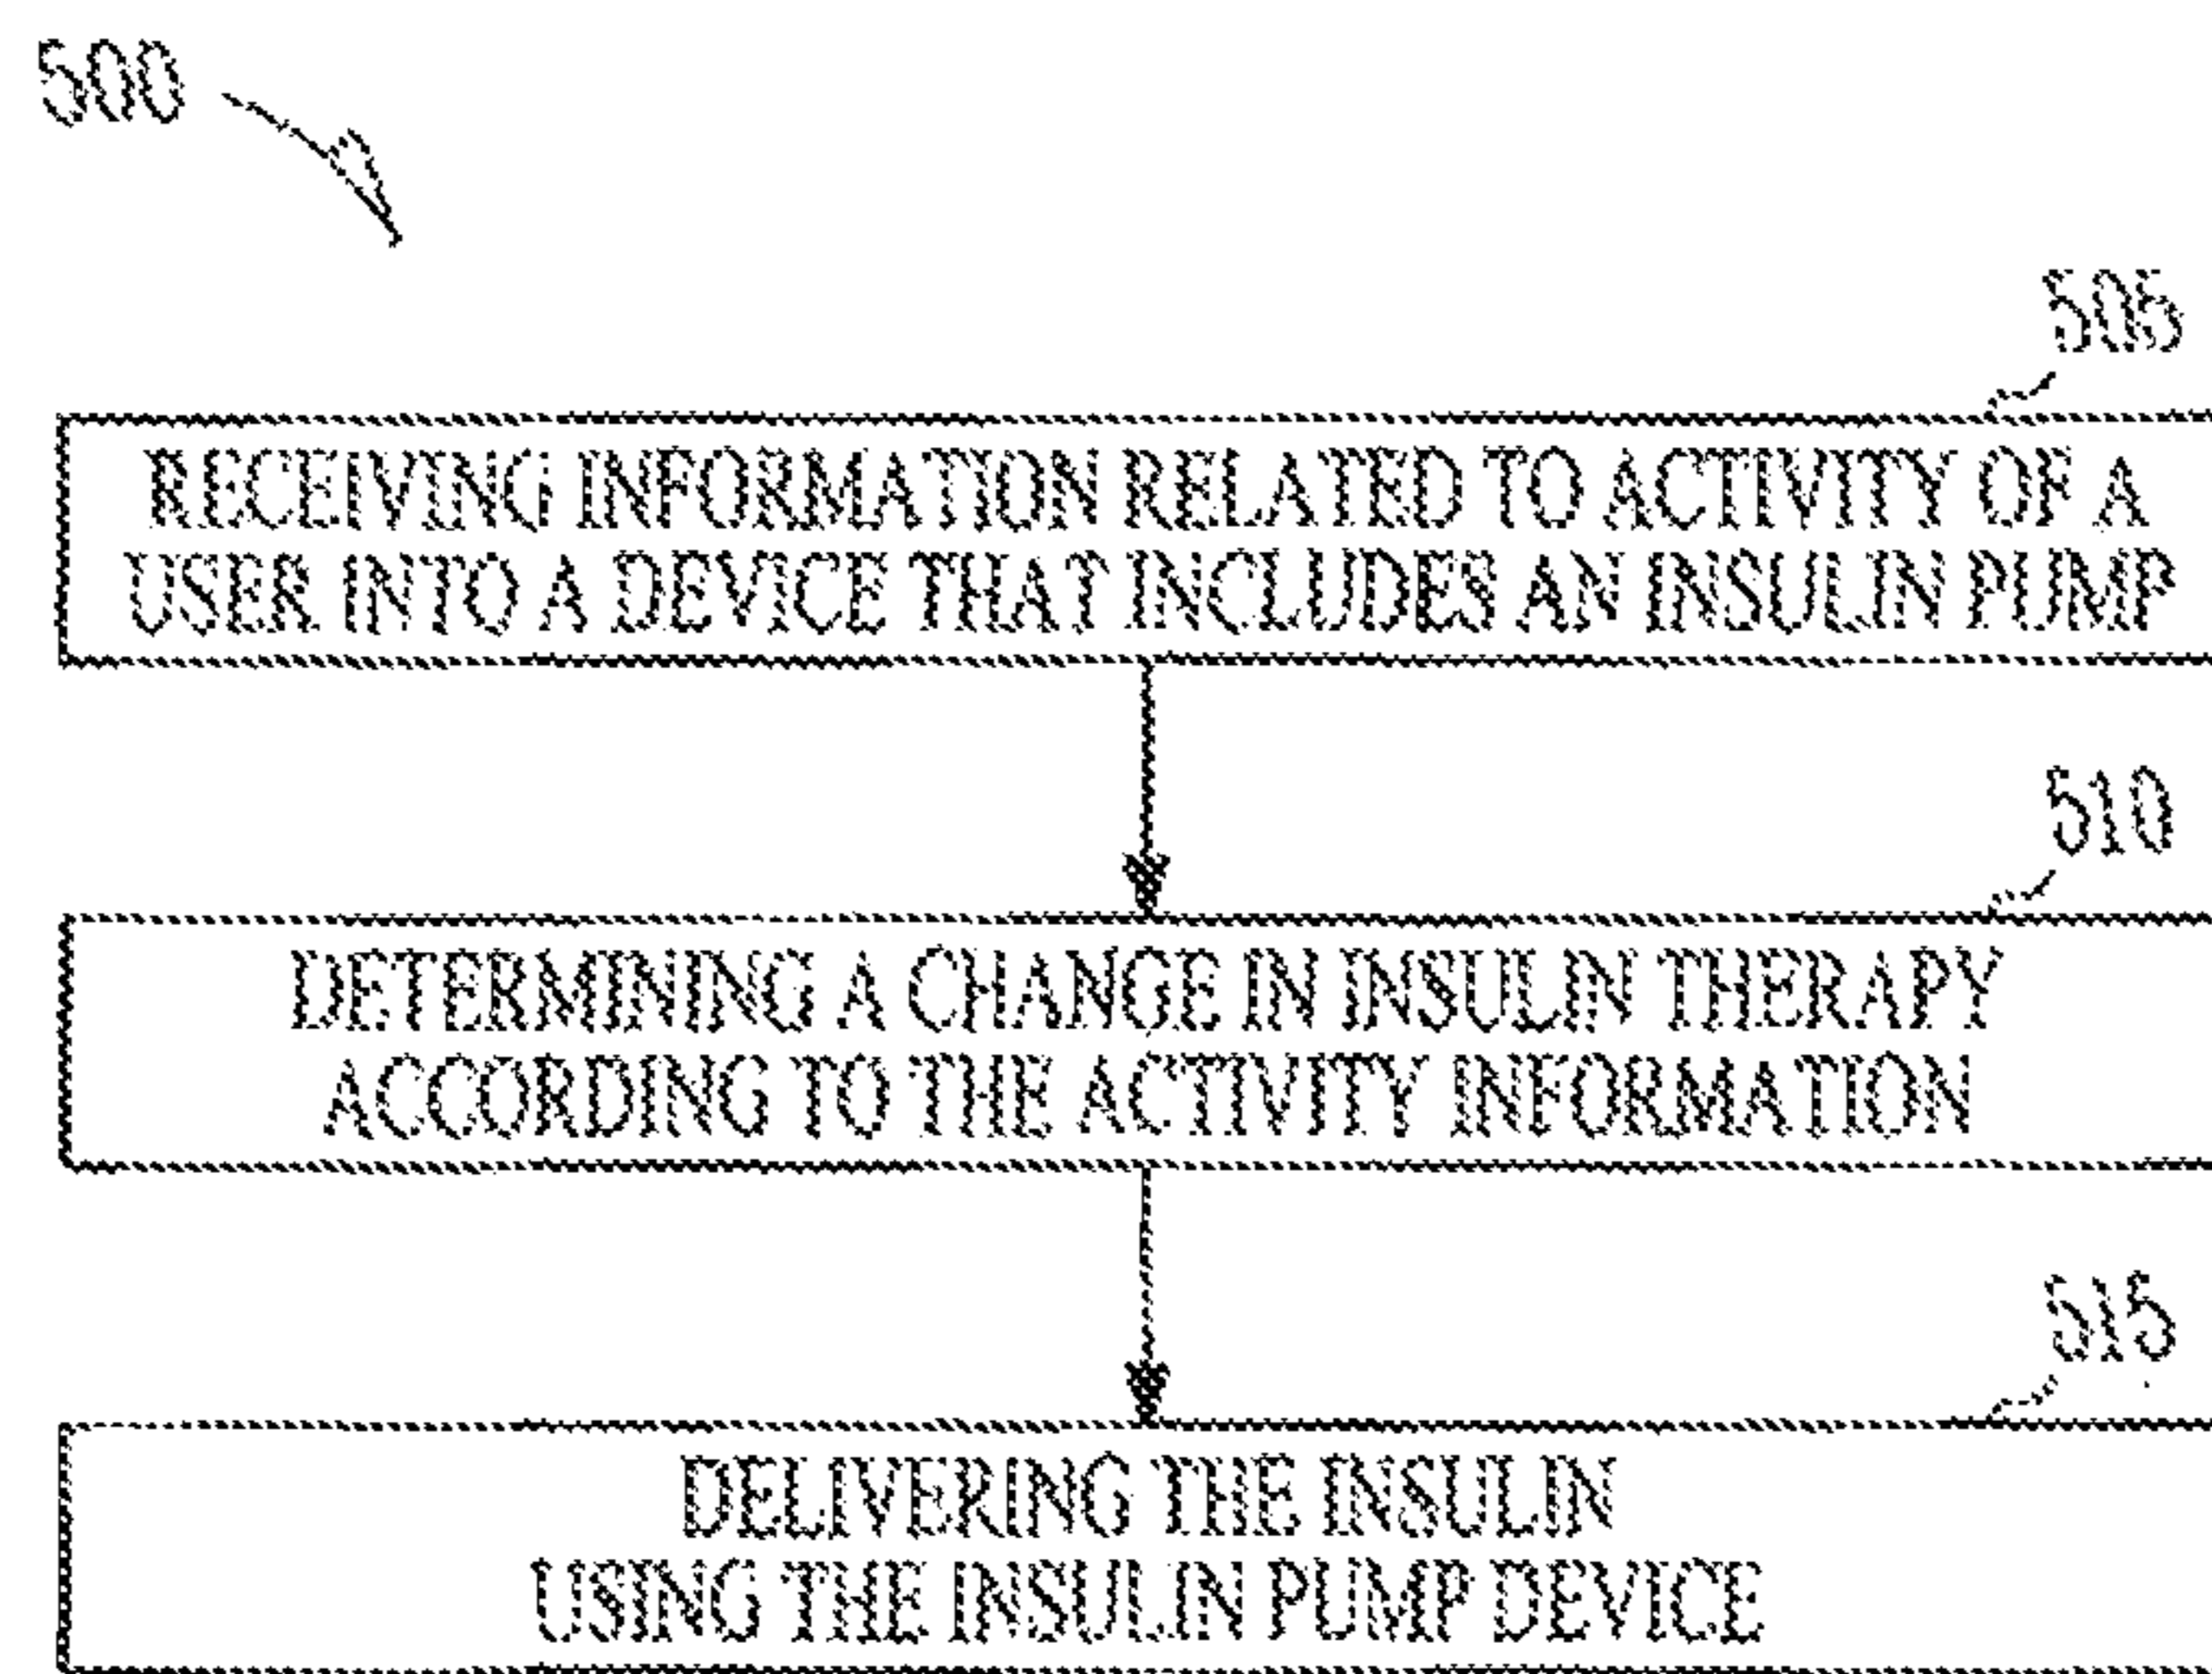 500
505
RECEIVING INFORMATION RELATED TO ACTIVITY OF A
USER INTO A DEVICE THAT INCLUDES AN INSULIN PUMP
510
DETERMINING A CHANGE IN INSULIN THERAPY
ACCORDING TO THE ACTIVITY INFORMATION
515
DELIVERING THE INSULIN
USING THE INSULIN PUMP DEVICE